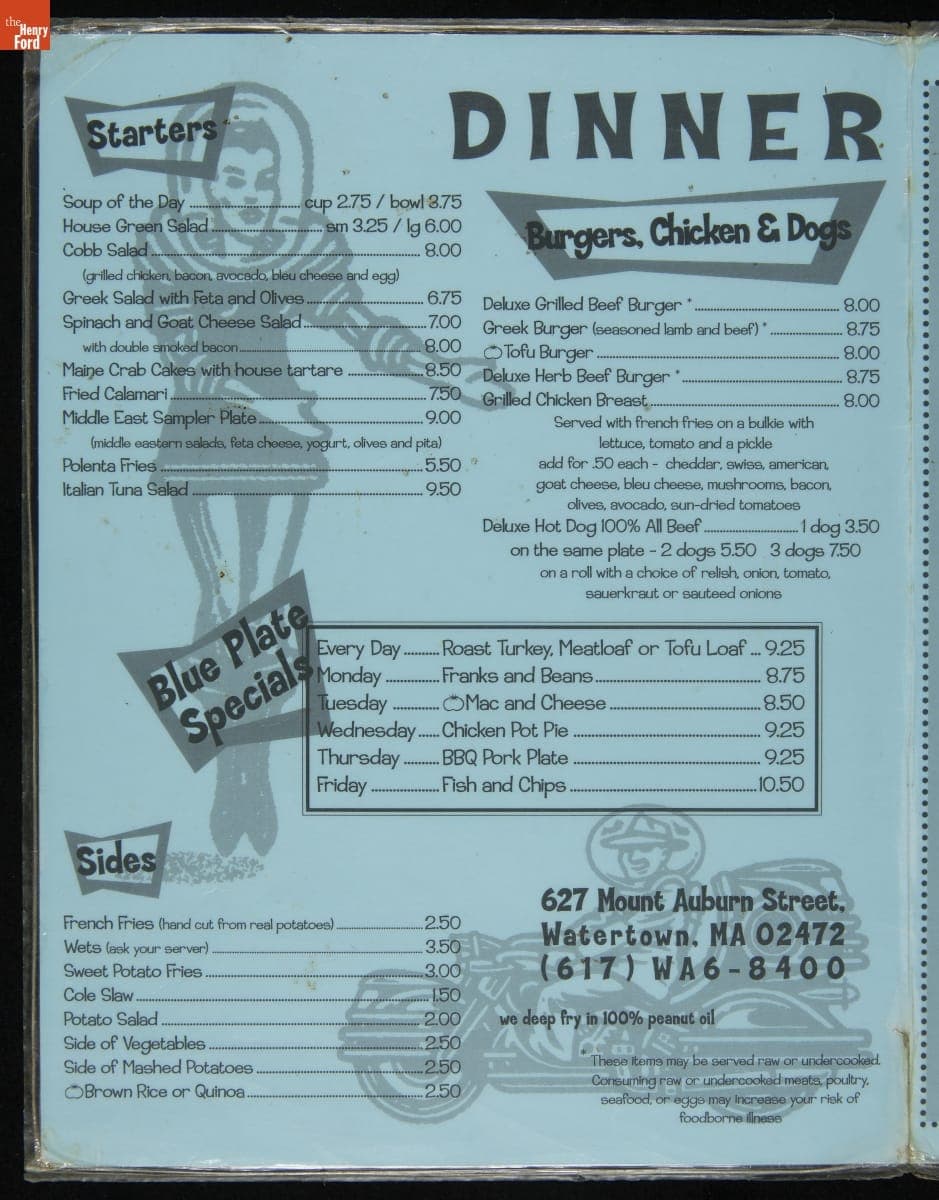 the
Henry
Ford
DINNER
Starters
Soup of the Day ........ cup 2.75 / bowl 3.75
House Green Salad ........ sm 3.25 / lg 6.00
Cobb Salad ........ 8.00
(grilled chicken, bacon, avocado, bleu cheese and egg)
Greek Salad with Feta and Olives ........ 6.75
Spinach and Goat Cheese Salad ........ 7.00
with double smoked bacon ........ 8.00
Maine Crab Cakes with house tartare ........ 8.50
Fried Calamari ........ 7.50
Middle East Sampler Plate ........ 9.00
(middle eastern salads, feta cheese, yogurt, olives and pita)
Polenta Fries ........ 5.50
Italian Tuna Salad ........ 9.50
Burgers, Chicken & Dogs
Deluxe Grilled Beef Burger * ........ 8.00
Greek Burger (seasoned lamb and beef) * ........ 8.75
Tofu Burger ........ 8.00
Deluxe Herb Beef Burger * ........ 8.75
Grilled Chicken Breast ........ 8.00
Served with french fries on a bulkie with
lettuce, tomato and a pickle
add for .50 each - cheddar, swiss, american,
goat cheese, bleu cheese, mushrooms, bacon,
olives, avocado, sun-dried tomatoes
Deluxe Hot Dog 100% All Beef ........ 1 dog 3.50
on the same plate - 2 dogs 5.50 3 dogs 7.50
on a roll with a choice of relish, onion, tomato,
sauerkraut or sauteed onions
Blue Plate
Specials
Every Day ........ Roast Turkey, Meatloaf or Tofu Loaf ... 9.25
Monday ........ Franks and Beans ........ 8.75
Tuesday ........ Mac and Cheese ........ 8.50
Wednesday ..... Chicken Pot Pie ........ 9.25
Thursday ........ BBQ Pork Plate ........ 9.25
Friday ........ Fish and Chips ........ 10.50
Sides
French Fries (hand cut from real potatoes) ........ 2.50
Wets (ask your server) ........ 3.50
Sweet Potato Fries ........ 3.00
Cole Slaw ........ 1.50
Potato Salad ........ 2.00
Side of Vegetables ........ 2.50
Side of Mashed Potatoes ........ 2.50
Brown Rice or Quinoa ........ 2.50
627 Mount Auburn Street,
Watertown, MA 02472
(617) WA6-8400
we deep fry in 100% peanut oil
* These items may be served raw or undercooked.
Consuming raw or undercooked meats, poultry,
seafood, or eggs may increase your risk of
foodborne illness